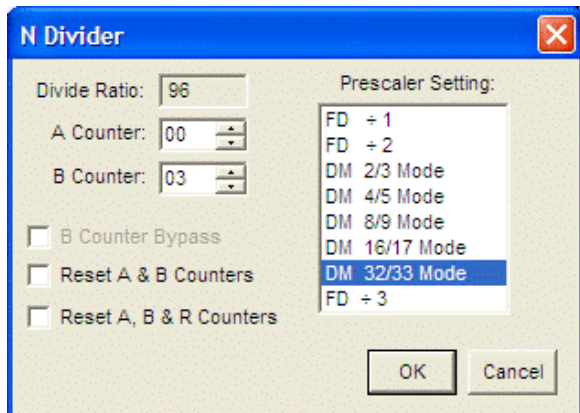 N Divider
Divide Ratio: 96
A Counter: 00
B Counter: 03
B Counter Bypass
Reset A & B Counters
Reset A, B & R Counters
Prescaler Setting:
FD ÷ 1
FD ÷ 2
DM 2/3 Mode
DM 4/5 Mode
DM 8/9 Mode
DM 16/17 Mode
DM 32/33 Mode
FD ÷ 3
OK
Cancel